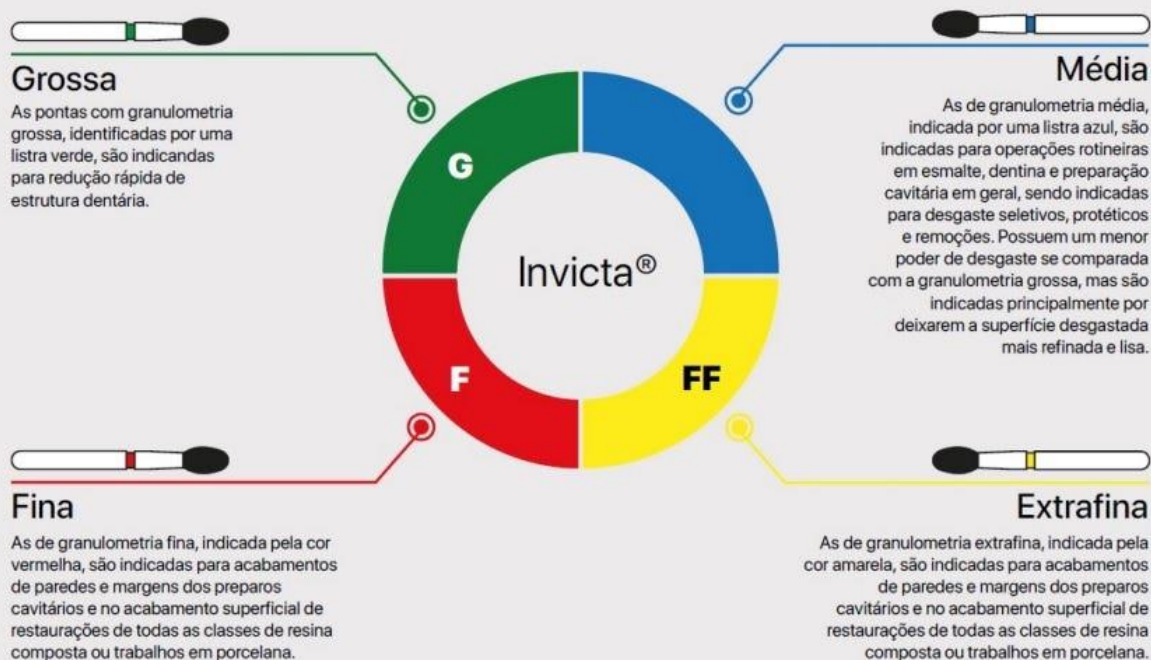 Grossa
As pontas com granulometria
grossa, identificadas por uma
listra verde, são indicandas
para redução rápida de
estrutura dentária.
Média
As de granulometria média,
indicada por uma listra azul, são
indicadas para operações rotineiras
em esmalte, dentina e preparação
cavitária em geral, sendo indicadas
para desgaste seletivos, protéticos
e remoções. Possuem um menor
poder de desgaste se comparada
com a granulometria grossa, mas são
indicadas principalmente por
deixarem a superfície desgastada
mais refinada e lisa.
G
Invicta®
F
FF
Fina
As de granulometria fina, indicada pela cor
vermelha, são indicadas para acabamentos
de paredes e margens dos preparos
cavitários e no acabamento superficial de
restaurações de todas as classes de resina
composta ou trabalhos em porcelana.
Extrafina
As de granulometria extrafina, indicada pela
cor amarela, são indicadas para acabamentos
de paredes e margens dos preparos
cavitários e no acabamento superficial de
restaurações de todas as classes de resina
composta ou trabalhos em porcelana.